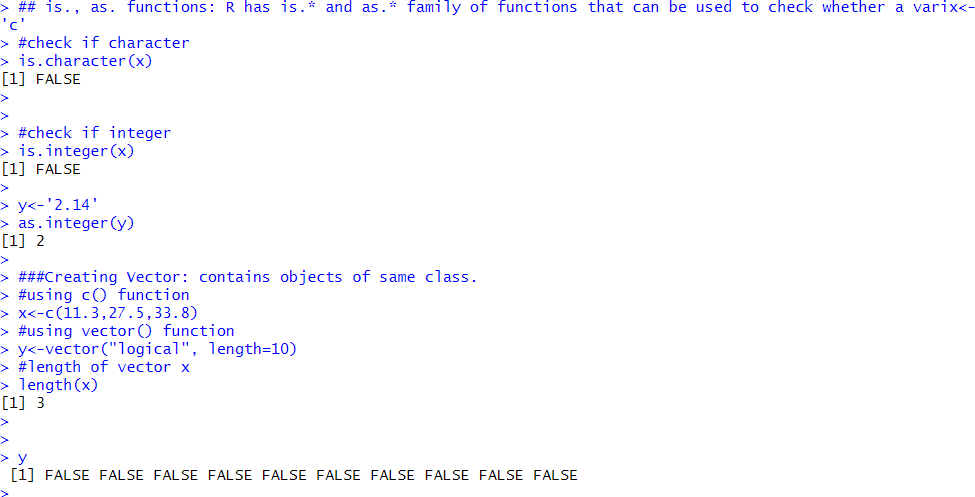 > ## is., as. functions: R has is.* and as.* family of functions that can be used to check whether a varix<-
'c'
> #check if character
> is.character(x)
[1] FALSE
>
>
> #check if integer
> is.integer(x)
[1] FALSE
>
> y<-'2.14'
> as.integer(y)
[1] 2
>
> ###Creating Vector: contains objects of same class.
> #using c() function
> x<-c(11.3,27.5,33.8)
> #using vector() function
> y<-vector("logical", length=10)
> #length of vector x
> length(x)
[1] 3
>
>
> y
[1] FALSE FALSE FALSE FALSE FALSE FALSE FALSE FALSE FALSE FALSE
>